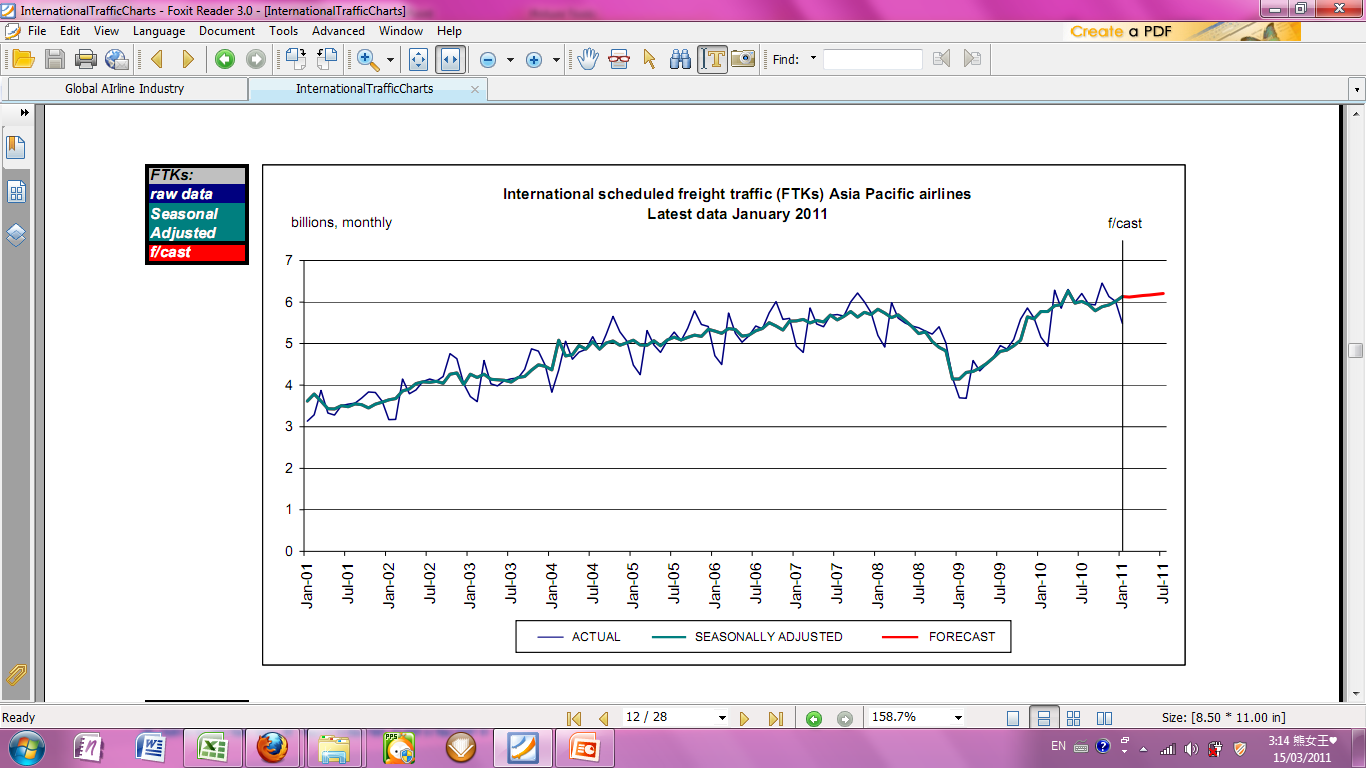 InternationalTrafficCharts - Foxit Reader 3.0 - [InternationalTrafficCharts]
File Edit View Language Document Tools Advanced Window Help
Create a PDF
Find:
Global AIrline Industry
InternationalTrafficCharts
FTKs:
raw data
Seasonal
Adjusted
f/cast
International scheduled freight traffic (FTKs) Asia Pacific airlines
Latest data January 2011
billions, monthly
f/cast
7
6
5
4
3
2
1
0
Jan-01 Jul-01 Jan-02 Jul-02 Jan-03 Jul-03 Jan-04 Jul-04 Jan-05 Jul-05 Jan-06 Jul-06 Jan-07 Jul-07 Jan-08 Jul-08 Jan-09 Jul-09 Jan-10 Jul-10 Jan-11 Jul-11
ACTUAL SEASONALLY ADJUSTED FORECAST
Ready
12 / 28
158.7%
Size: [8.50 * 11.00 in]
PPS
EN
3:14 熊女王♥
15/03/2011